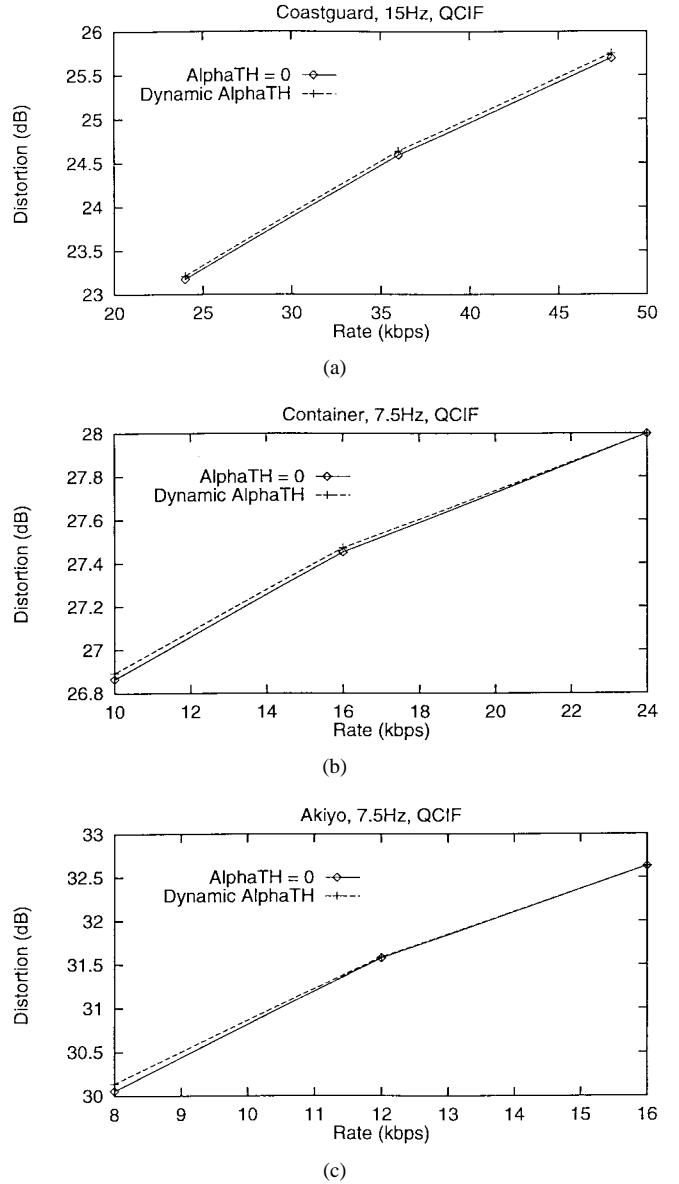 Coastguard, 15Hz, QCIF
26
25.5
25
24.5
24
23.5
23
Distortion (dB)
AlphaTH = 0
Dynamic AlphaTH
20 25 30 35 40 45 50
Rate (kbps)
(a)
Container, 7.5Hz, QCIF
28
27.8
27.6
27.4
27.2
27
26.8
Distortion (dB)
AlphaTH = 0
Dynamic AlphaTH
10 12 14 16 18 20 22 24
Rate (kbps)
(b)
Akiyo, 7.5Hz, QCIF
33
32.5
32
31.5
31
30.5
30
Distortion (dB)
AlphaTH = 0
Dynamic AlphaTH
8 9 10 11 12 13 14 15 16
Rate (kbps)
(c)